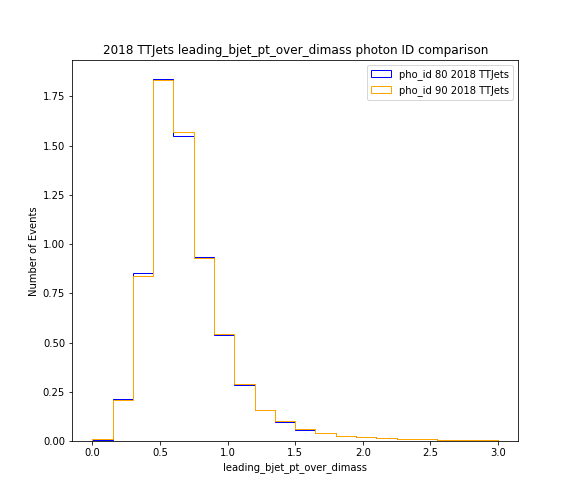 2018 TTJets leading_bjet_pt_over_dimass photon ID comparison
pho_id 80 2018 TTJets
pho_id 90 2018 TTJets
Number of Events
1.75
1.50
1.25
1.00
0.75
0.50
0.25
0.00
0.0 0.5 1.0 1.5 2.0 2.5 3.0
leading_bjet_pt_over_dimass